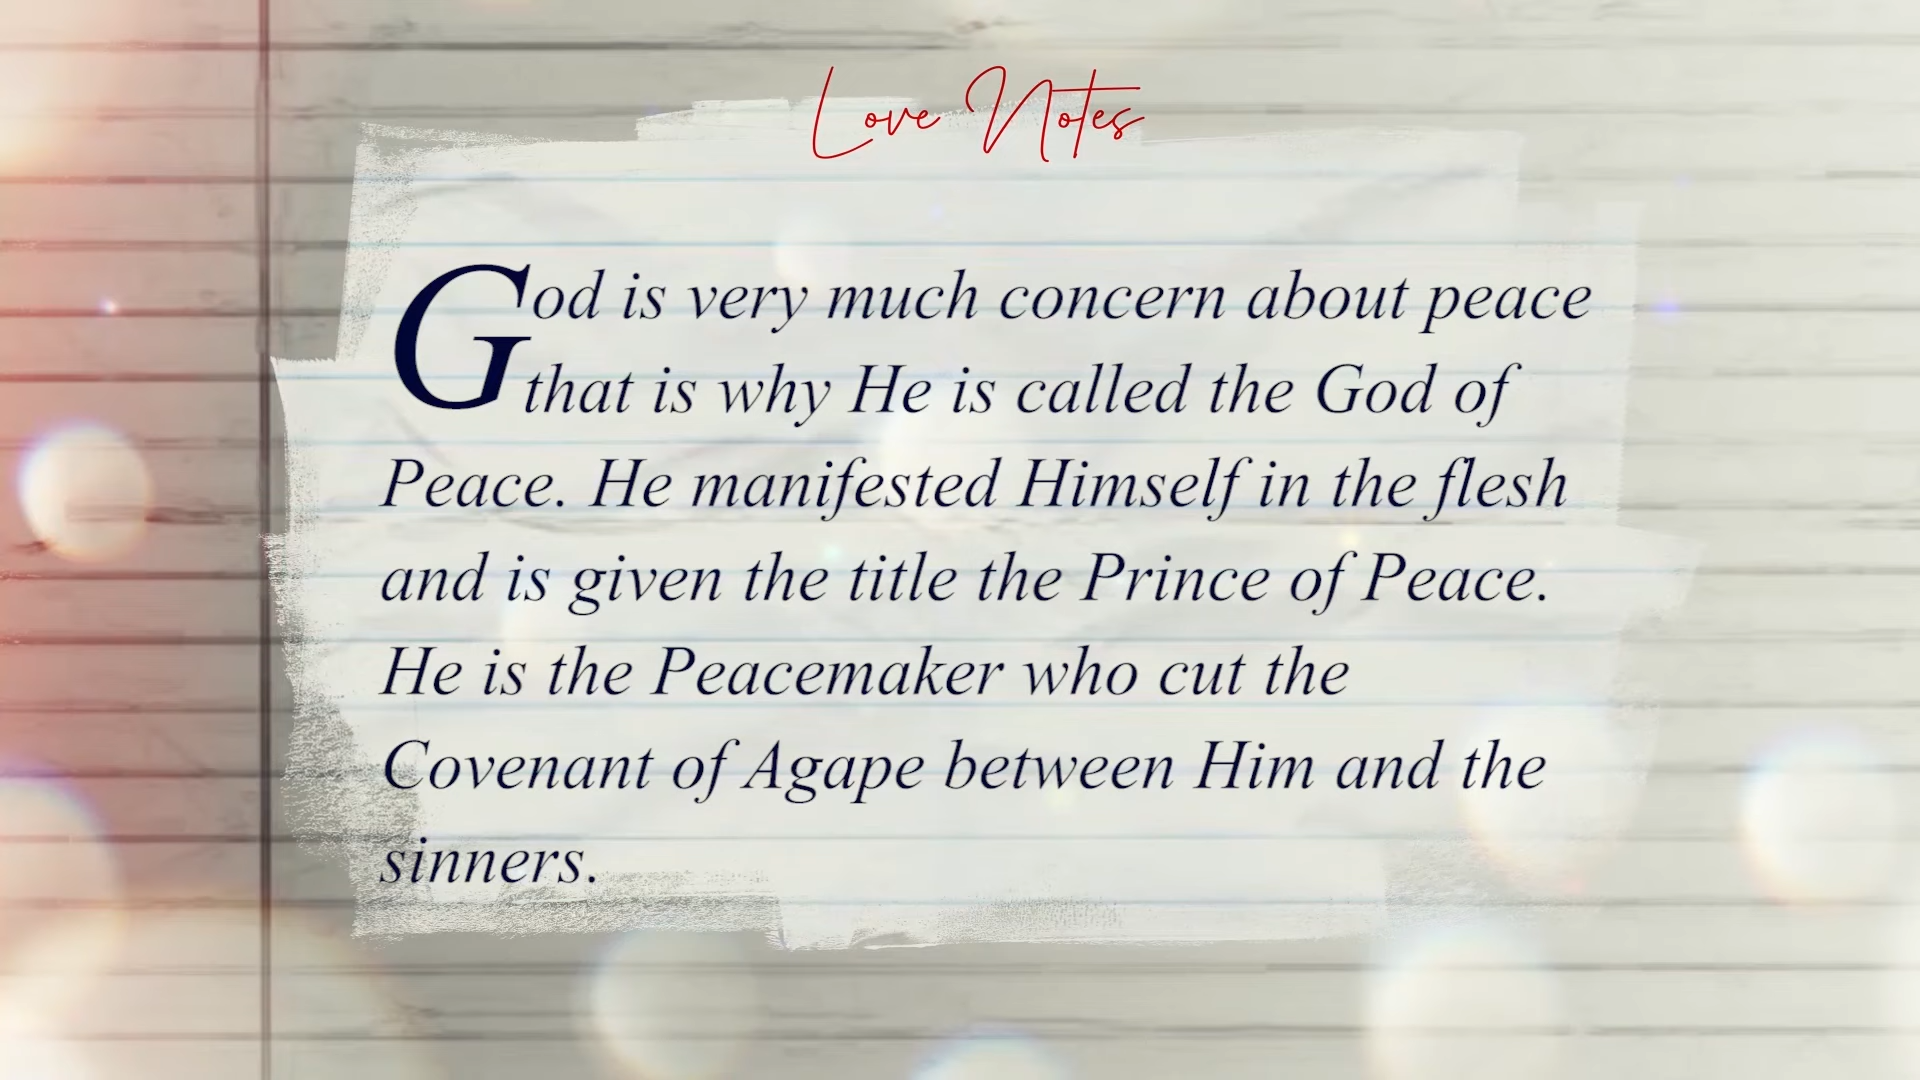 Love Notes
God is very much concern about peace
that is why He is called the God of
Peace. He manifested Himself in the flesh
and is given the title the Prince of Peace.
He is the Peacemaker who cut the
Covenant of Agape between Him and the
sinners.